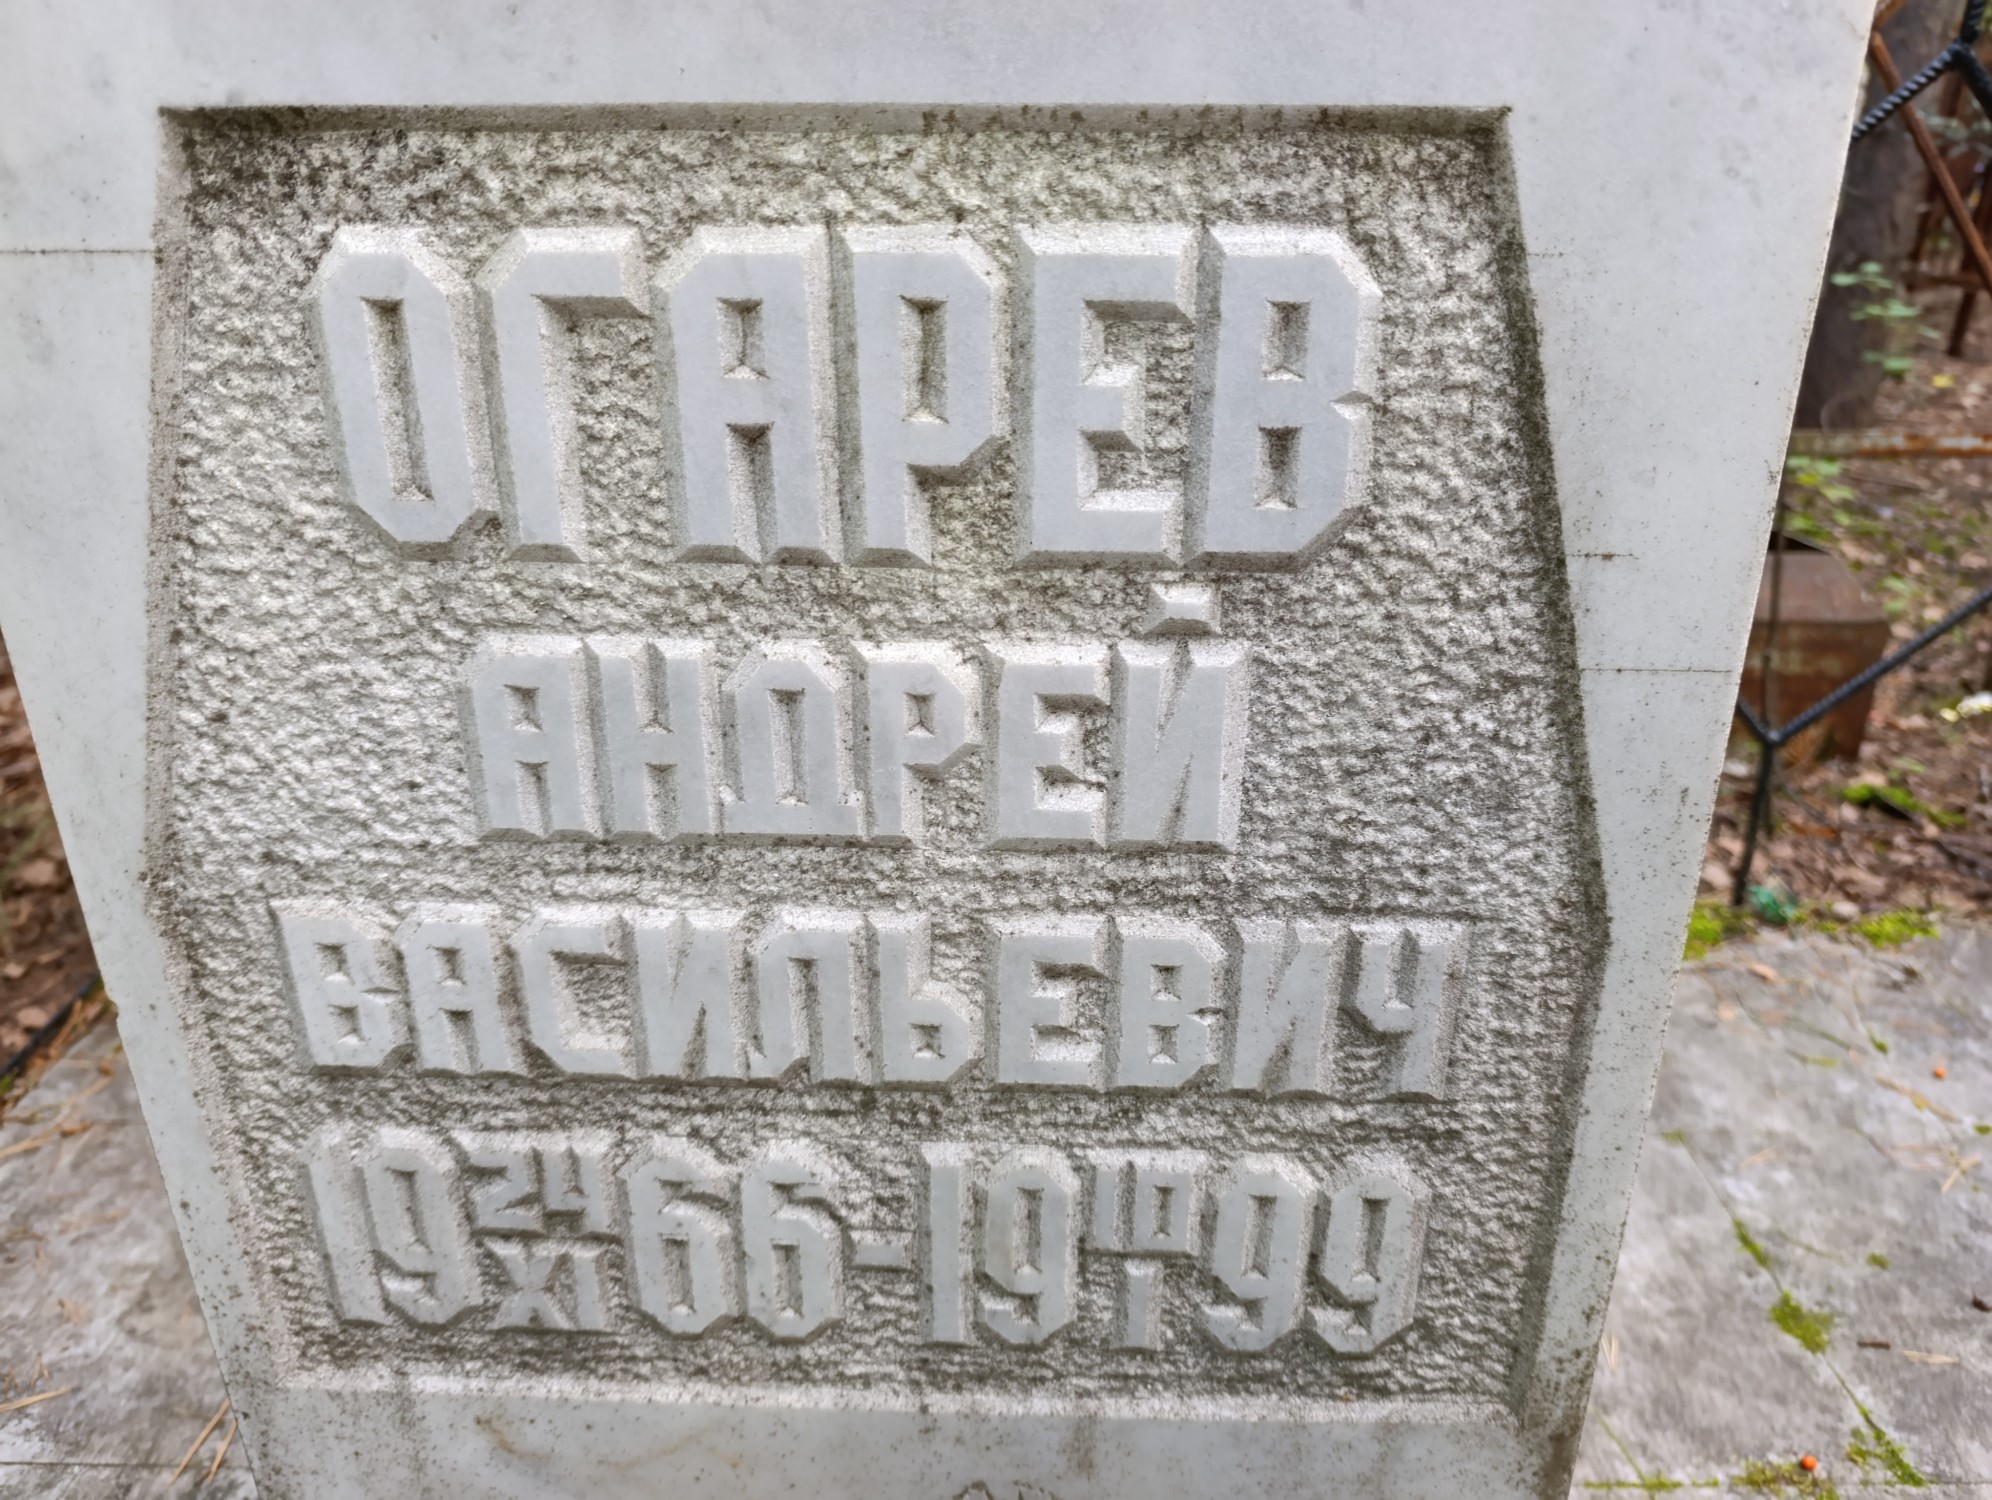 ОГАРЕВ
АНДРЕЙ
ВАСИЛЬЕВИЧ
19 24/XI 66 - 19 10/I 99